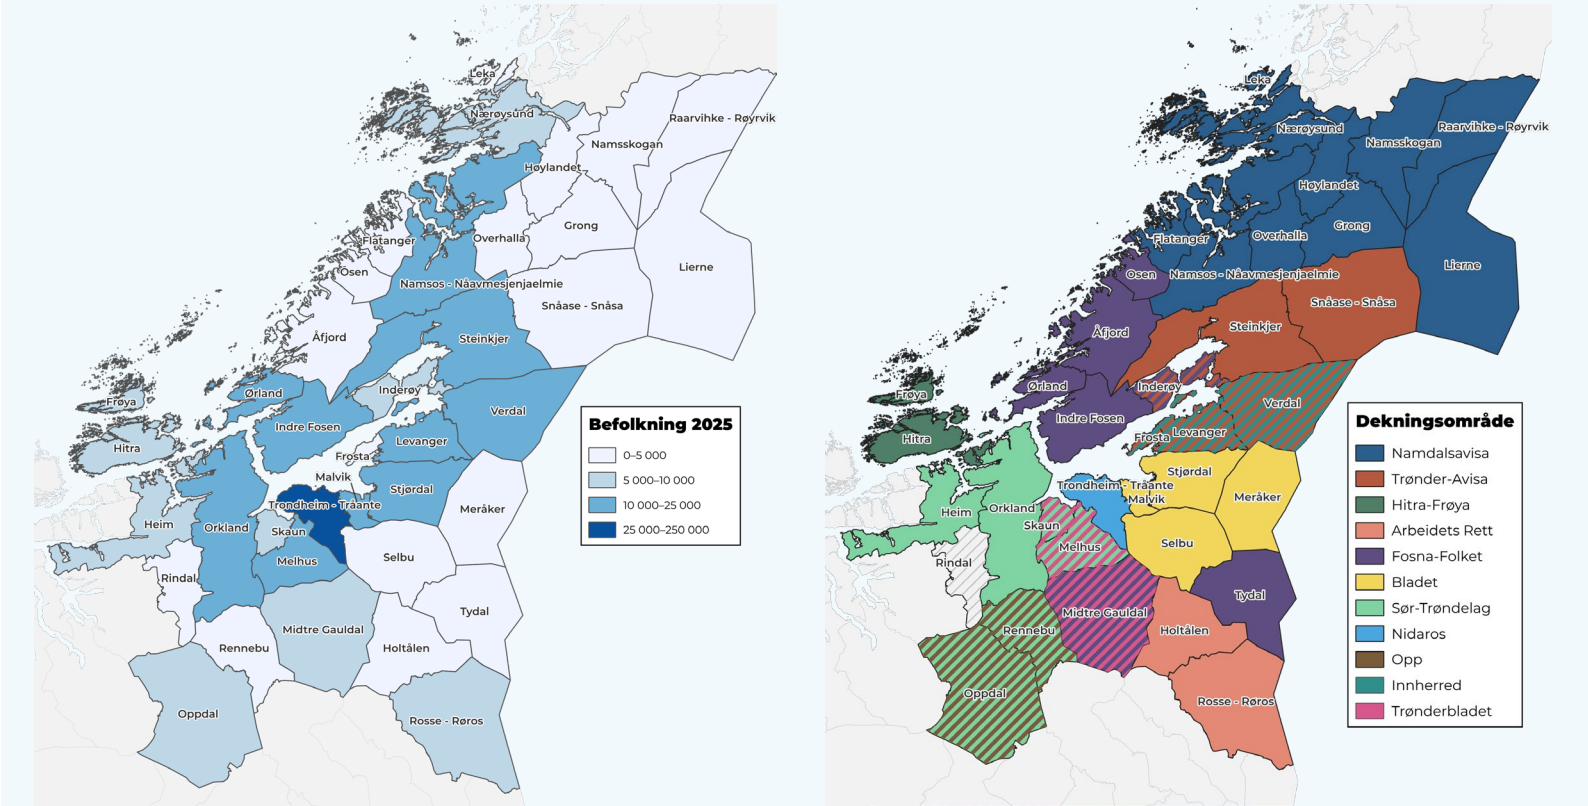 Leka
Nærøysund
Raarvihke - Røyrvik
Namsskogan
Høylandet
Grong
Overhalla
Flatanger
Lierne
Osen
Namsos - Nåavmesjenjaelmie
Snåase - Snåsa
Åfjord
Steinkjer
Inderøy
Ørland
Frøya
Verdal
Indre Fosen
Levanger
Hitra
Frosta
Malvik
Stjørdal
Trondheim - Tråante
Meråker
Heim
Orkland
Skaun
Selbu
Melhus
Rindal
Tydal
Midtre Gauldal
Rennebu
Holtålen
Oppdal
Rosse - Røros
Befolkning 2025
0–5 000
5 000–10 000
10 000–25 000
25 000–250 000
Leka
Nærøysund
Raarvihke - Røyrvik
Namsskogan
Høylandet
Grong
Overhalla
Flatanger
Lierne
Osen
Namsos - Nåavmesjenjaelmie
Snåase - Snåsa
Steinkjer
Åfjord
Ørland
Inderøy
Frøya
Verdal
Indre Fosen
Levanger
Frosta
Hitra
Stjørdal
Trondheim - Tråante
Malvik
Meråker
Orkland
Heim
Skaun
Selbu
Melhus
Rindal
Tydal
Midtre Gauldal
Rennebu
Holtålen
Oppdal
Rosse - Røros
Dekningsområde
Namdalsavisa
Trønder-Avisa
Hitra-Frøya
Arbeidets Rett
Fosna-Folket
Bladet
Sør-Trøndelag
Nidaros
Opp
Innherred
Trønderbladet